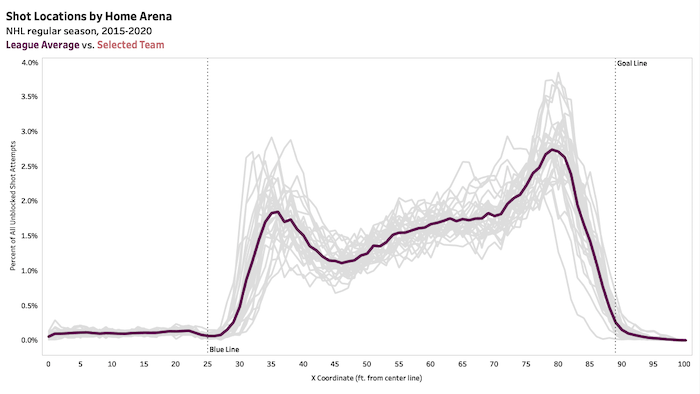 Shot Locations by Home Arena
NHL regular season, 2015-2020
League Average vs. Selected Team
4.0%
3.5%
3.0%
2.5%
2.0%
1.5%
1.0%
0.5%
0.0%
Percent of All Unblocked Shot Attempts
Goal Line
Blue Line
0 5 10 15 20 25 30 35 40 45 50 55 60 65 70 75 80 85 90 95 100
X Coordinate (ft. from center line)